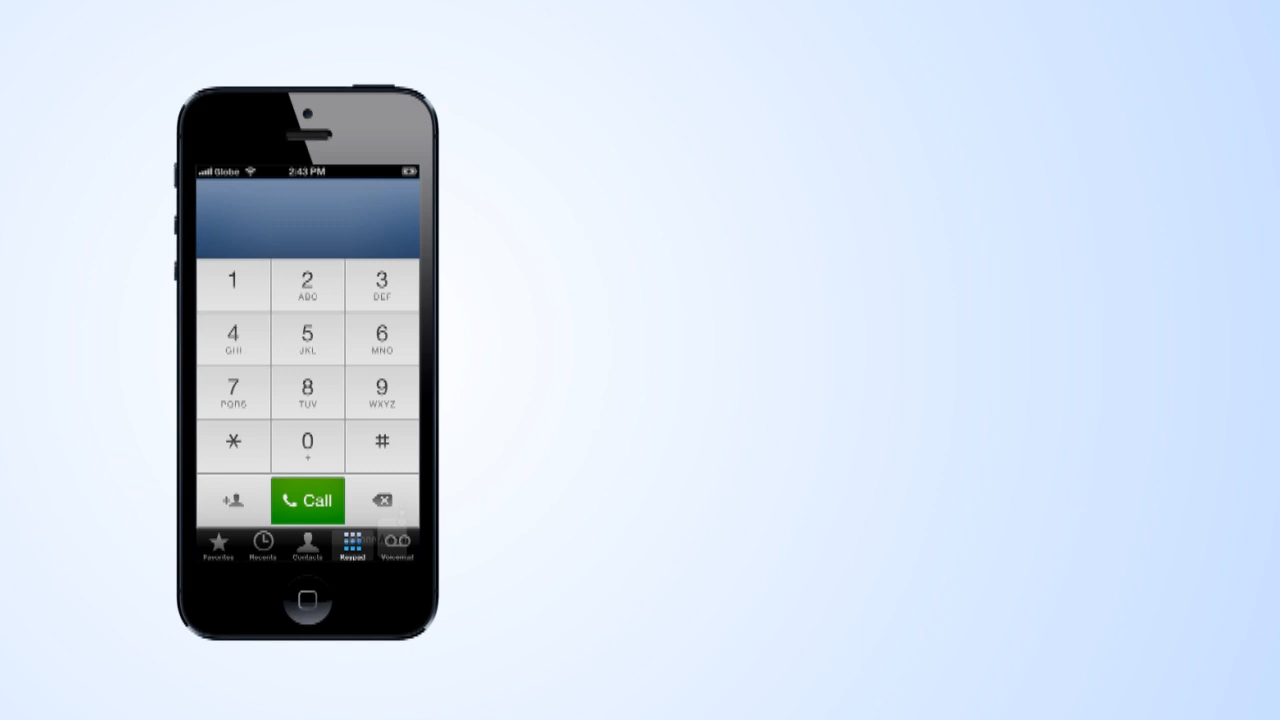 Globe 2:43 PM
1 2 3
ABC DEF
4 5 6
GHI JKL MNO
7 8 9
PQRS TUV WXYZ
* 0 #
+
+ Call
Favorites Recents Contacts Keypad Voicemail